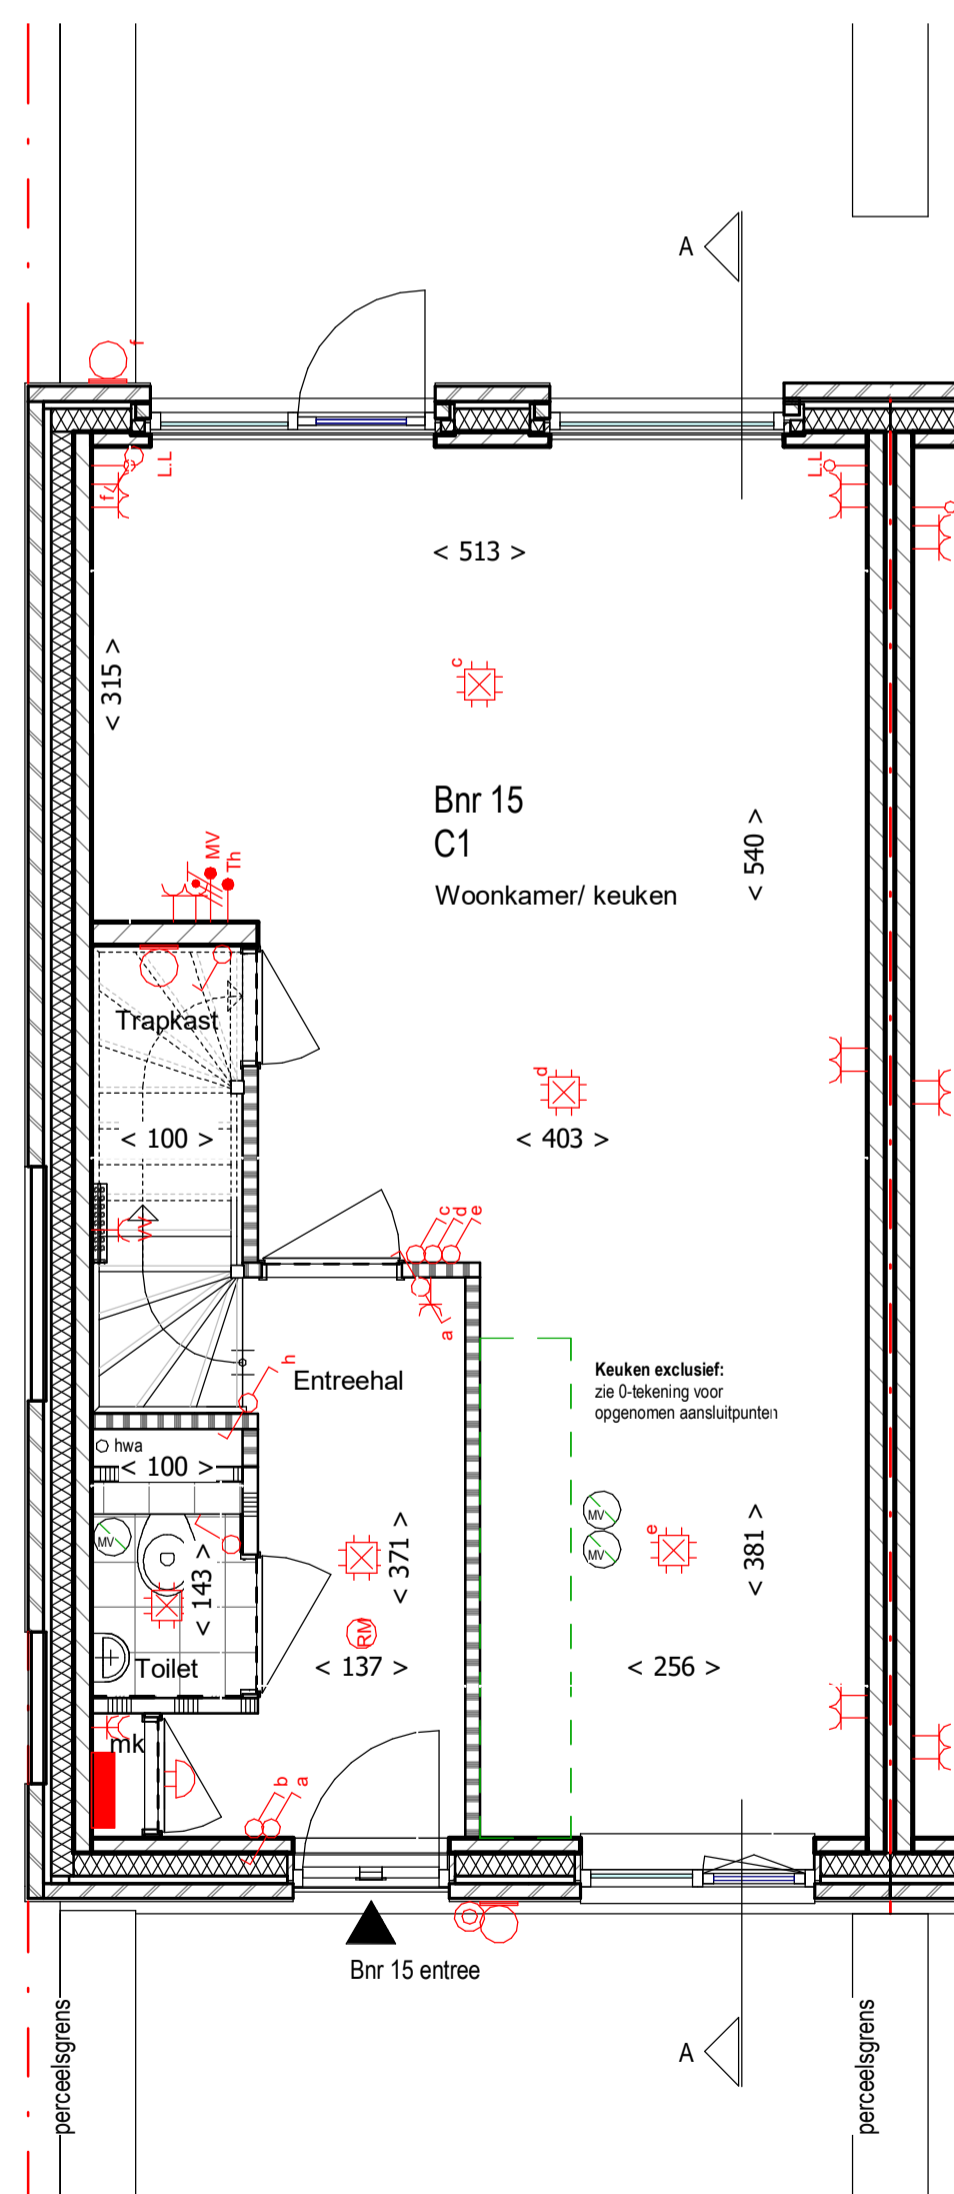 A
f
L.L
f
L.L
< 513 >
< 315 >
c
Bnr 15
C1
Woonkamer/ keuken
< 540 >
MV
Th
Trapkast
d
< 100 >
< 403 >
c
d
e
a
h
Entreehal
Keuken exclusief:
zie 0-tekening voor
opgenomen aansluitpunten
hwa
< 100 >
MV
< 143 >
< 371 >
MV
MV
e
< 381 >
RM
Toilet
< 137 >
< 256 >
mk
b
a
Bnr 15 entree
perceelsgrens
perceelsgrens
A